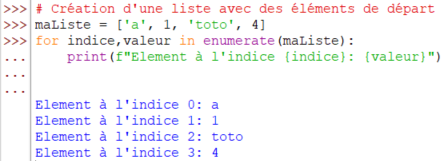 >>> # Création d'une liste avec des éléments de départ
>>> maListe = ['a', 1, 'toto', 4]
>>> for indice,valeur in enumerate(maListe):
...     print(f"Element à l'indice {indice}: {valeur}")
...
...
Element à l'indice 0: a
Element à l'indice 1: 1
Element à l'indice 2: toto
Element à l'indice 3: 4